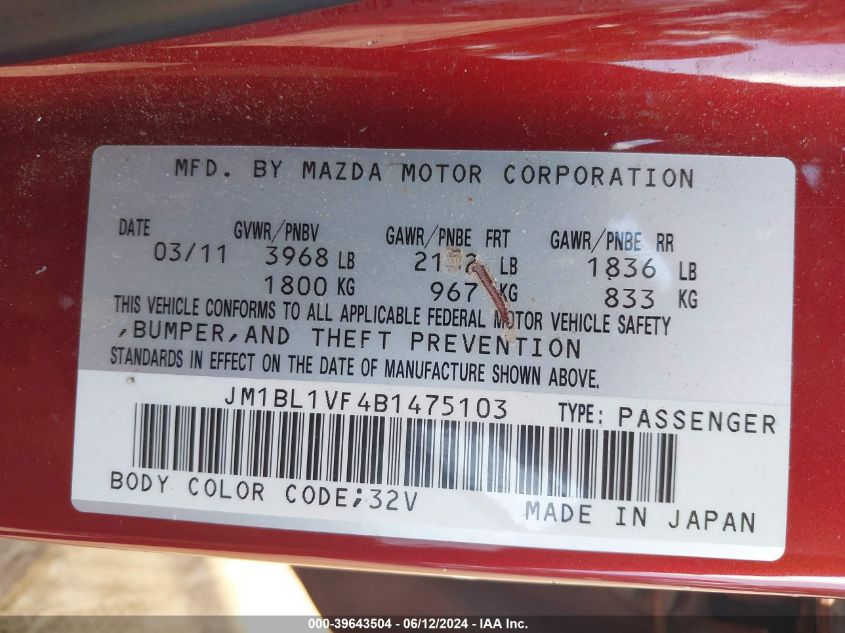 MFD. BY MAZDA MOTOR CORPORATION
DATE GVWR/PNBV GAWR/PNBE FRT GAWR/PNBE RR
03/11 3968 LB LB 1836 LB
1800 KG 967 KG 833 KG
THIS VEHICLE CONFORMS TO ALL APPLICABLE FEDERAL MOTOR VEHICLE SAFETY
,BUMPER,AND THEFT PREVENTION
STANDARDS IN EFFECT ON THE DATE OF MANUFACTURE SHOWN ABOVE.
JM1BL1VF4B1475103 TYPE: PASSENGER
BODY COLOR CODE;32V MADE IN JAPAN
000-39643504 - 06/12/2024 - IAA Inc.